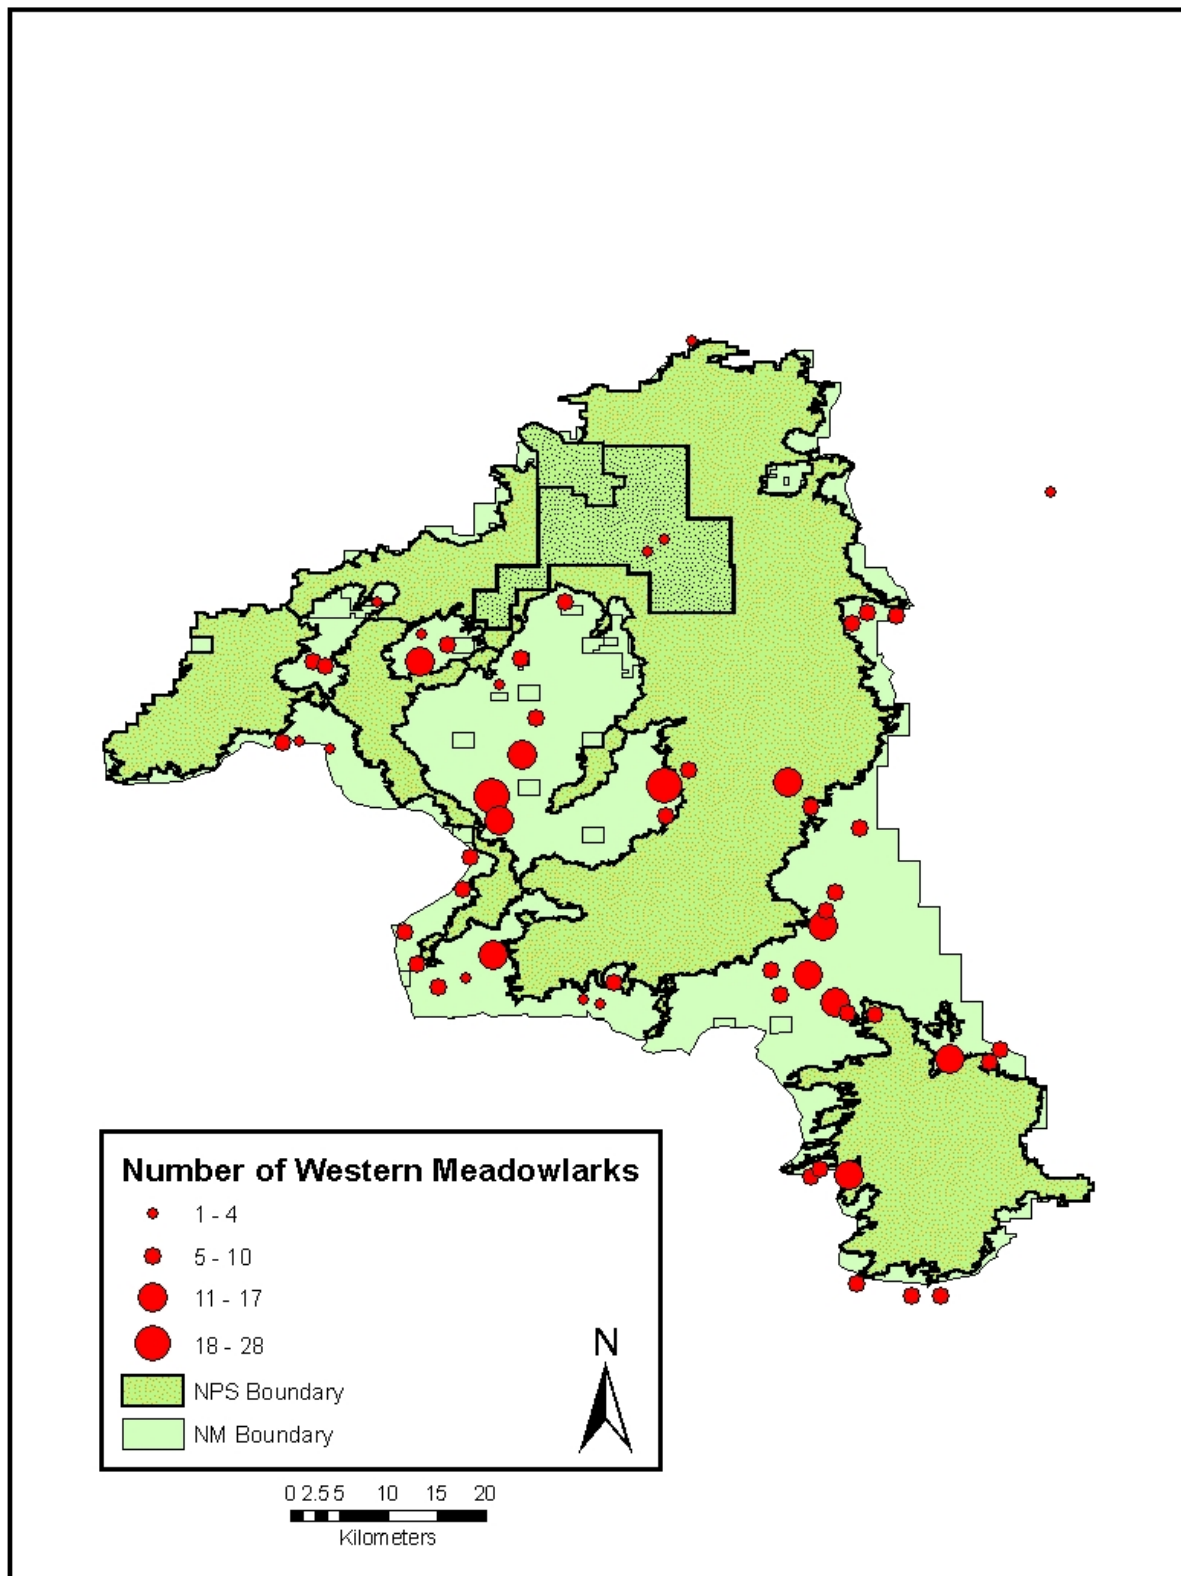 Number of Western Meadowlarks
1 - 4
5 - 10
11 - 17
18 - 28
NPS Boundary
NM Boundary
N
0 2.5 5 10 15 20
Kilometers